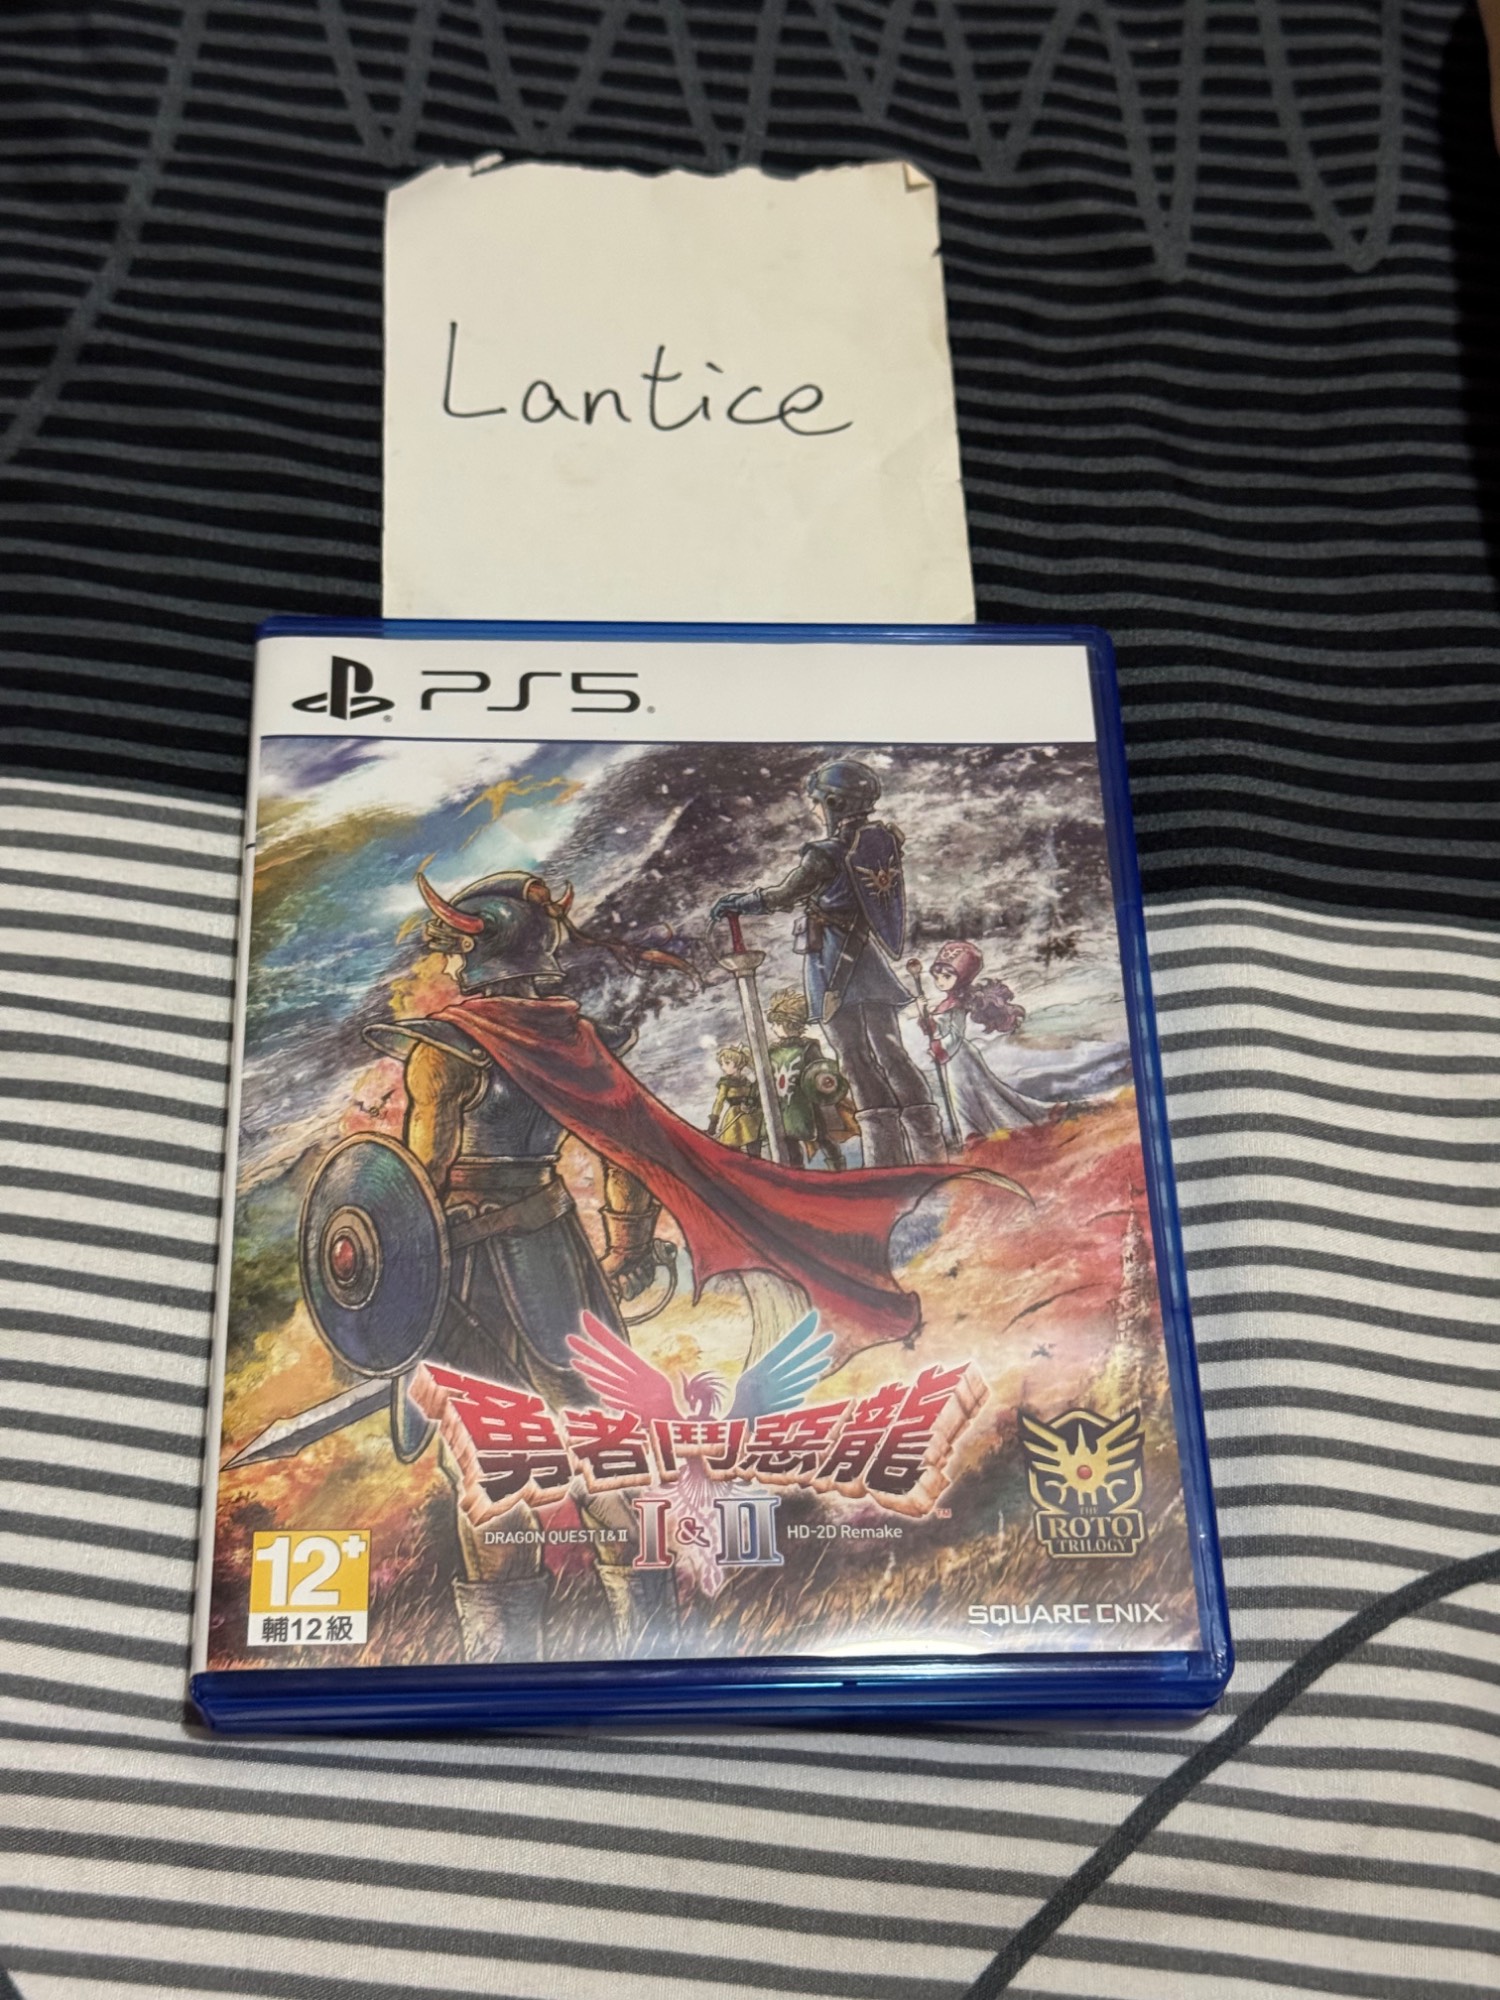 Lantice
PS5
勇者鬥惡龍
DRAGON QUEST I&II
I&II
HD-2D Remake
™
THE
ROTO
TRILOGY
12+
輔12級
SQUARE ENIX